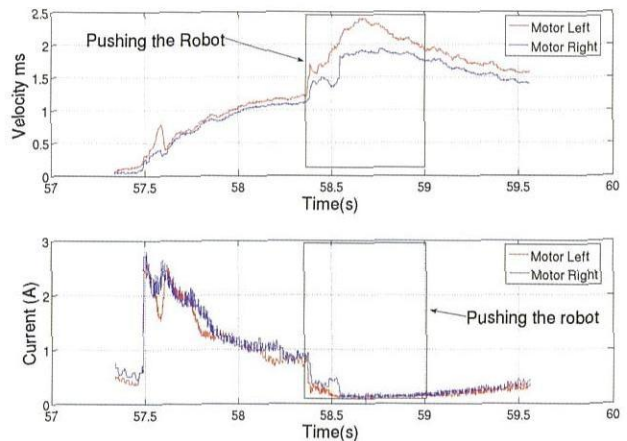 2.5
2
1.5
1
0.5
0
Velocity ms
Pushing the Robot
Motor Left
Motor Right
57
57.5
58
58.5
59
59.5
60
Time(s)
3
2
1
0
Current (A)
Motor Left
Motor Right
Pushing the robot
57
57.5
58
58.5
59
59.5
60
Time(s)